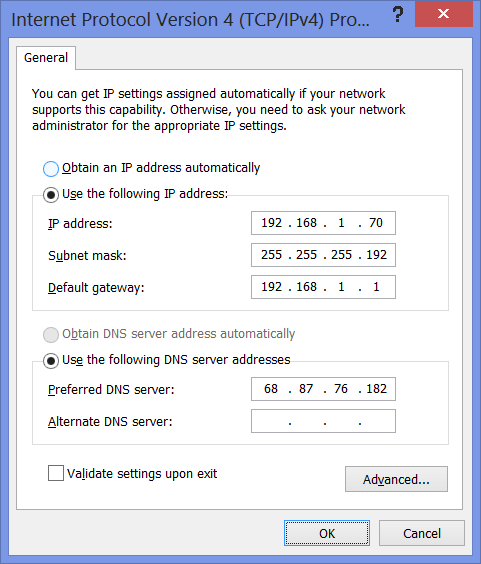 Internet Protocol Version 4 (TCP/IPv4) Pro... ?
General
You can get IP settings assigned automatically if your network
supports this capability. Otherwise, you need to ask your network
administrator for the appropriate IP settings.
Obtain an IP address automatically
Use the following IP address:
IP address: 192 . 168 . 1 . 70
Subnet mask: 255 . 255 . 255 . 192
Default gateway: 192 . 168 . 1 . 1
Obtain DNS server address automatically
Use the following DNS server addresses
Preferred DNS server: 68 . 87 . 76 . 182
Alternate DNS server: . . .
Validate settings upon exit
Advanced...
OK Cancel